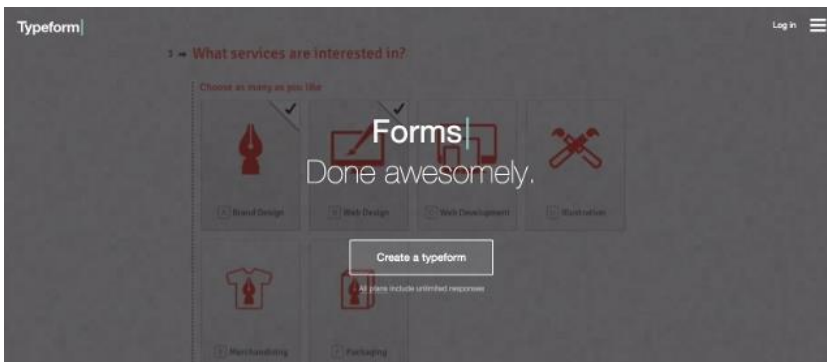 Typeform
Log in
3 → What services are interested in?
Choose as many as you like
Forms
Done awesomely.
A Brand Design
B Web Design
C Web Development
D Illustration
Create a typeform
All plans include unlimited responses
E Merchandising
F Packaging